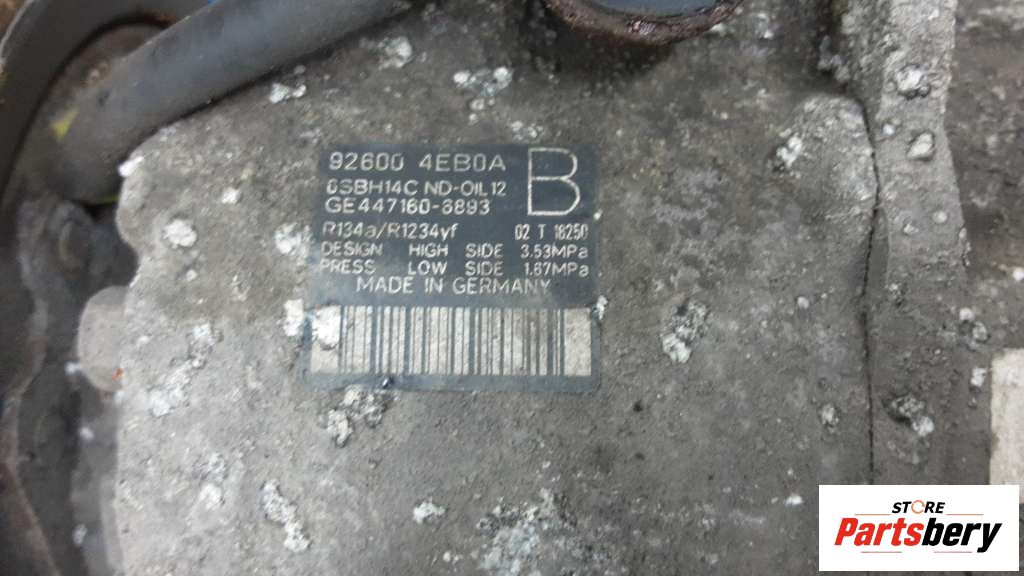 92600 4EB0A
B
6SBH14C ND-OIL 12
GE447160-6893
R134a/R1234yf 02 T 18250
DESIGN HIGH SIDE 3.53MPa
PRESS LOW SIDE 1.67MPa
MADE IN GERMANY
STORE
Partsbery